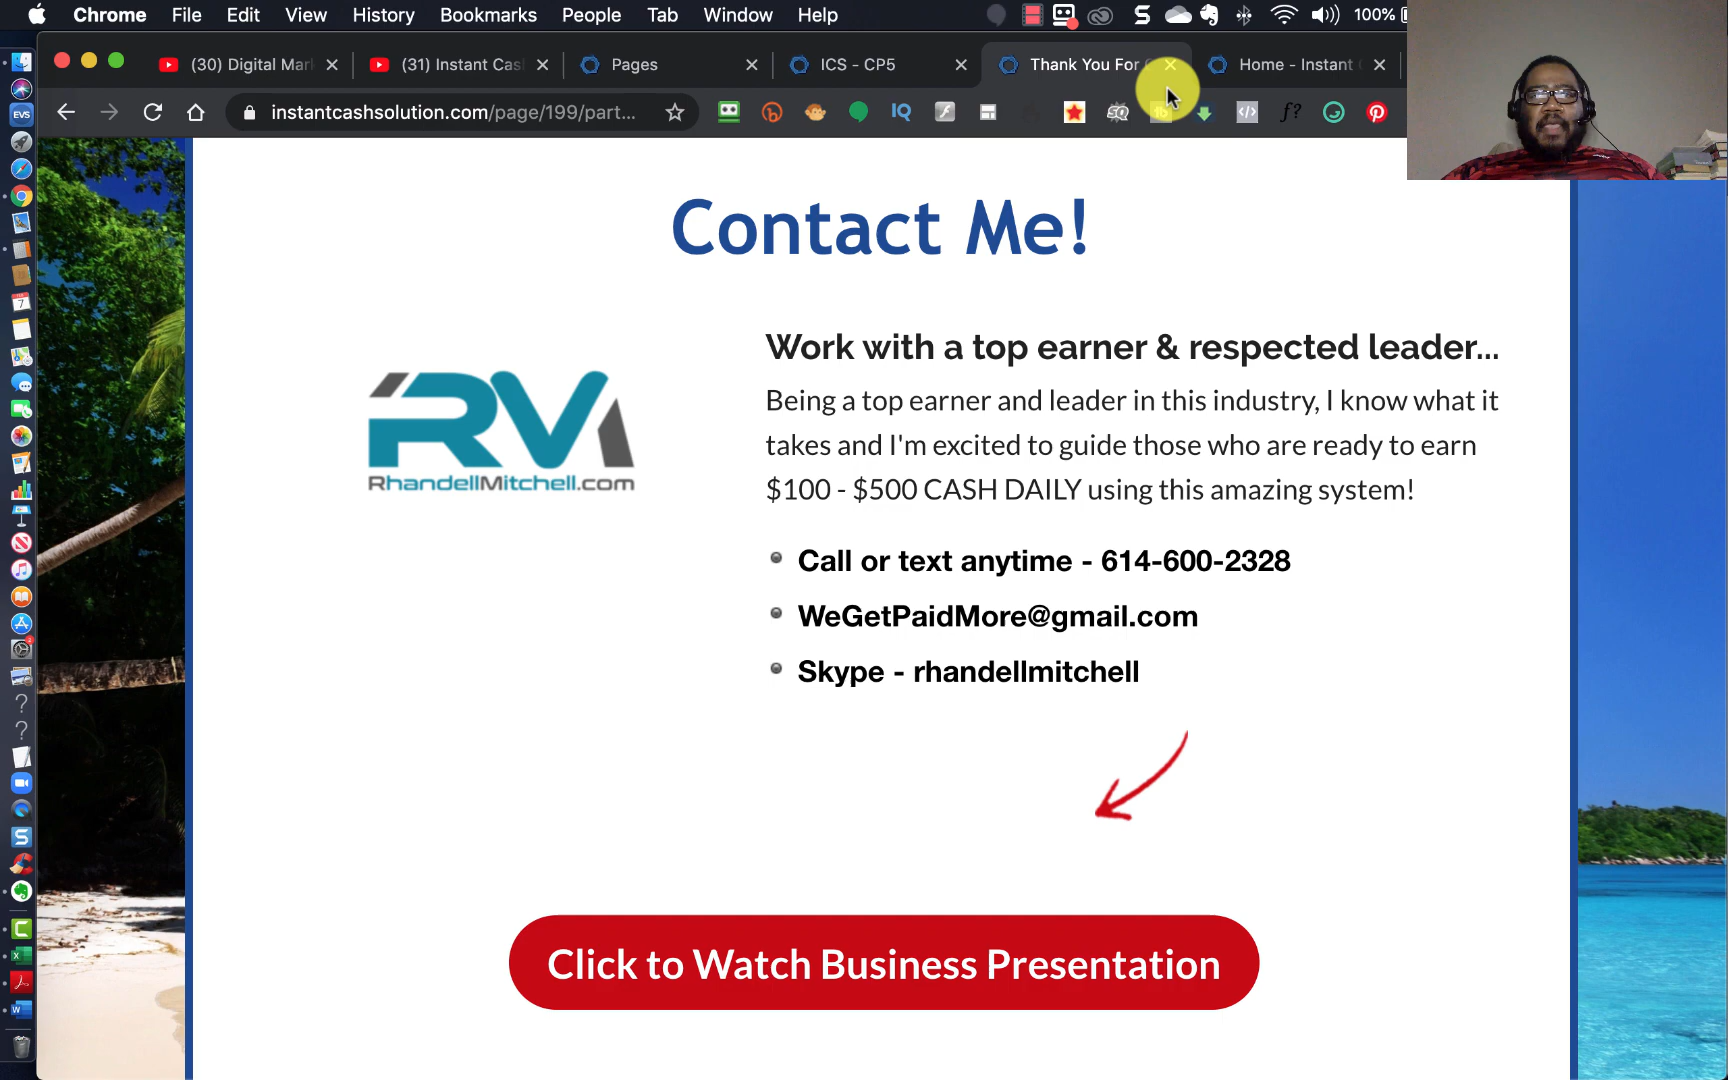 Chrome File Edit View History Bookmarks People Tab Window Help 100%
(30) Digital Mar
(31) Instant Cas
Pages
ICS - CP5
Thank You For
Home - Instant
instantcashsolution.com/page/199/part...
Contact Me!
Work with a top earner & respected leader...
Being a top earner and leader in this industry, I know what it
takes and I'm excited to guide those who are ready to earn
$100 - $500 CASH DAILY using this amazing system!
RhandellMitchell.com
Call or text anytime - 614-600-2328
WeGetPaidMore@gmail.com
Skype - rhandellmitchell
Click to Watch Business Presentation